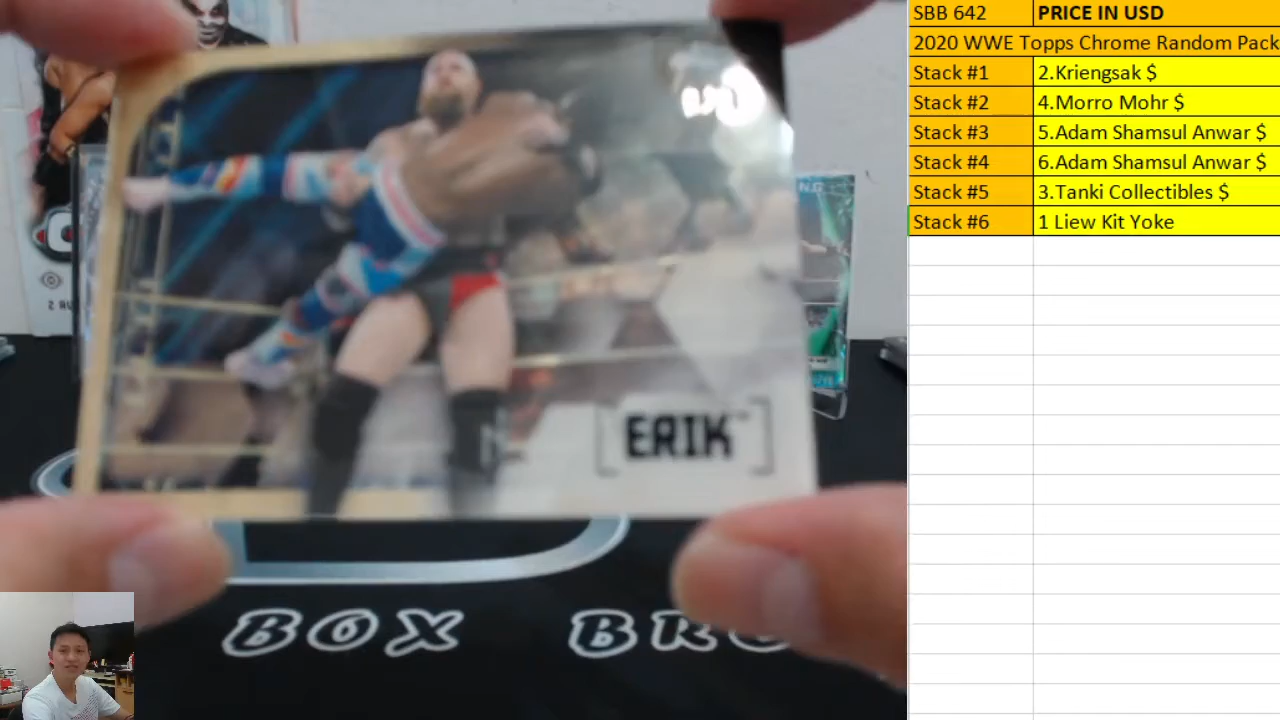 SBB 642 PRICE IN USD
2020 WWE Topps Chrome Random Pack
Stack #1 2.Kriengsak $
Stack #2 4.Morro Mohr $
Stack #3 5.Adam Shamsul Anwar $
Stack #4 6.Adam Shamsul Anwar $
Stack #5 3.Tanki Collectibles $
Stack #6 1 Liew Kit Yoke
[ERIK™]
BOX BR